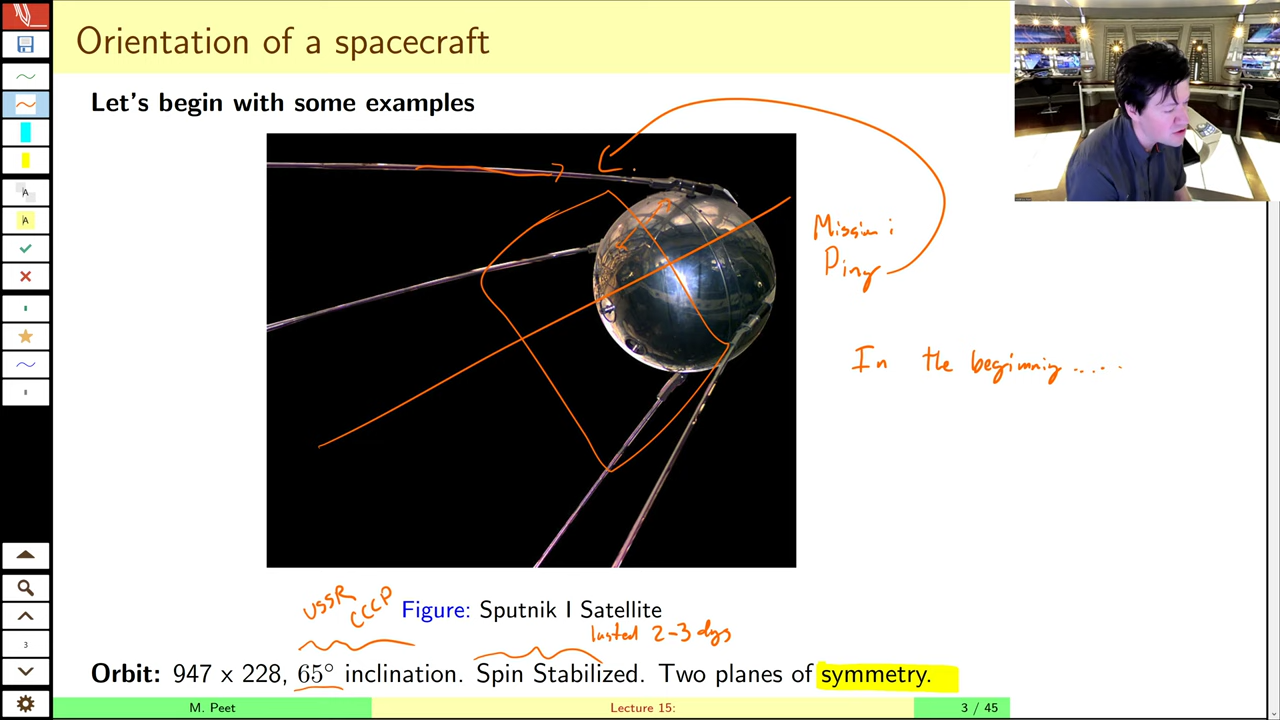 Orientation of a spacecraft
Let's begin with some examples
Mission:
Ping
In the beginning.....
USSR
CCCP
Figure: Sputnik I Satellite
lasted 2-3 days
Orbit: 947 x 228, 65° inclination. Spin Stabilized. Two planes of symmetry.
M. Peet
Lecture 15:
3 / 45
A
A
3